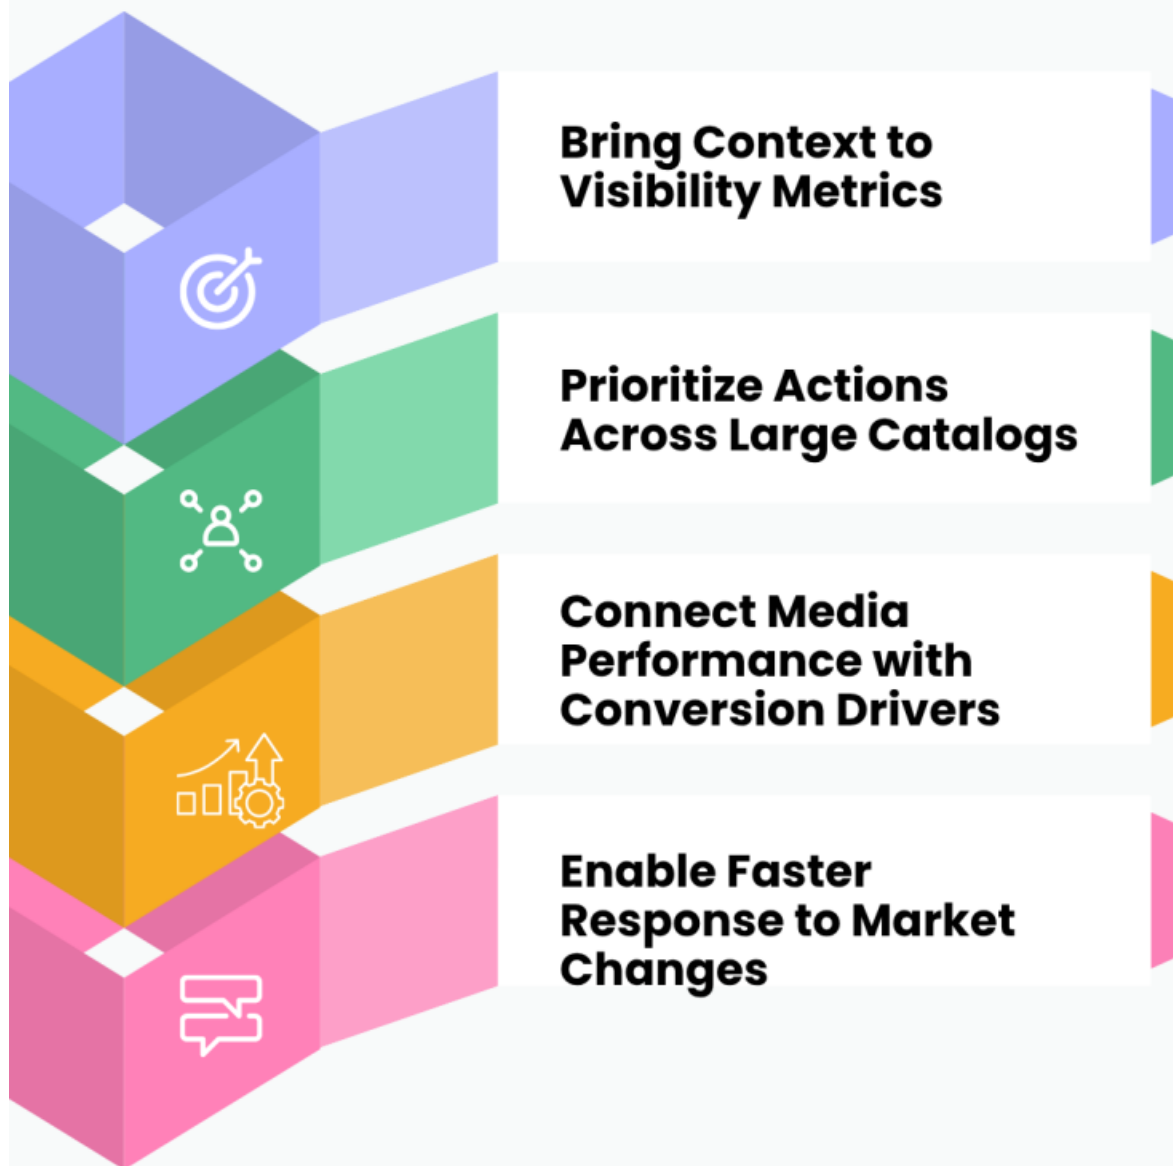 Bring Context to
Visibility Metrics
Prioritize Actions
Across Large Catalogs
Connect Media
Performance with
Conversion Drivers
Enable Faster
Response to Market
Changes